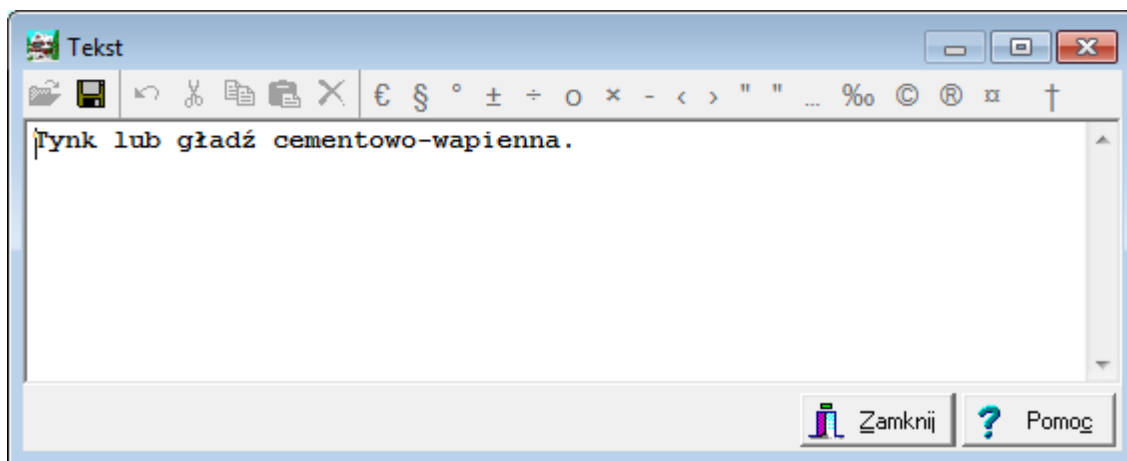 Tekst
€ § ° ± ÷ o × - ‹ › " " … ‰ © ® ¤ †
Tynk lub gładź cementowo-wapienna.
Zamknij Pomoc